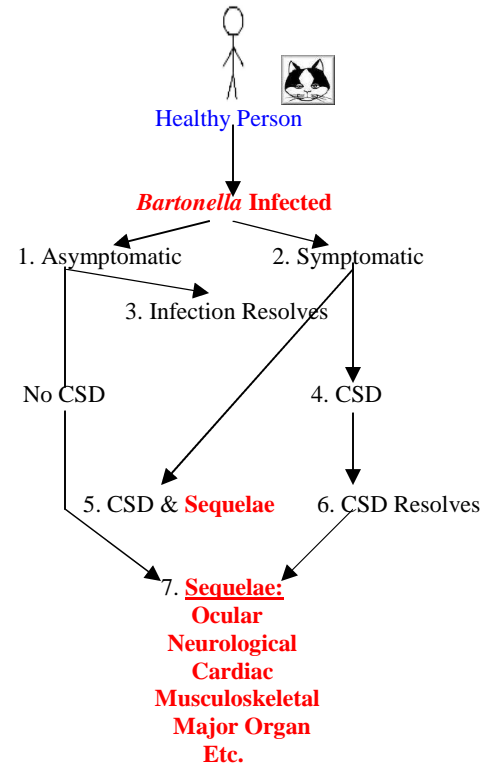 Healthy Person
Bartonella Infected
1. Asymptomatic 2. Symptomatic
3. Infection Resolves
No CSD 4. CSD
5. CSD & Sequelae 6. CSD Resolves
7. Sequelae:
Ocular
Neurological
Cardiac
Musculoskeletal
Major Organ
Etc.